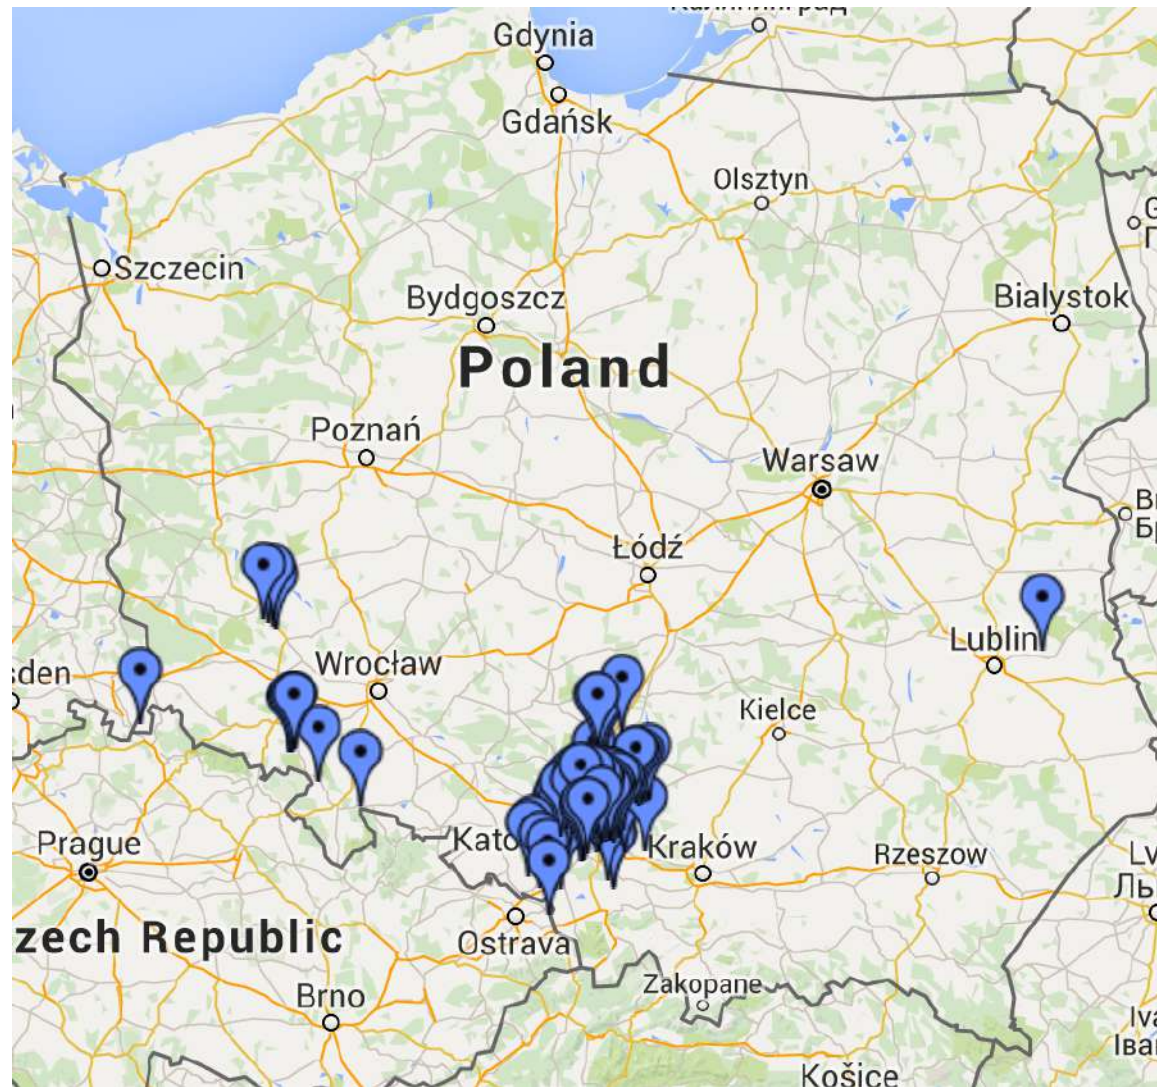 Gdynia
Gdańsk
Olsztyn
Szczecin
Bydgoszcz
Bialystok
Poland
Poznań
Warsaw
Łódź
Lublin
Wrocław
Kielce
Prague
Kraków
Rzeszow
zech Republic
Ostrava
Zakopane
Brno
Košice